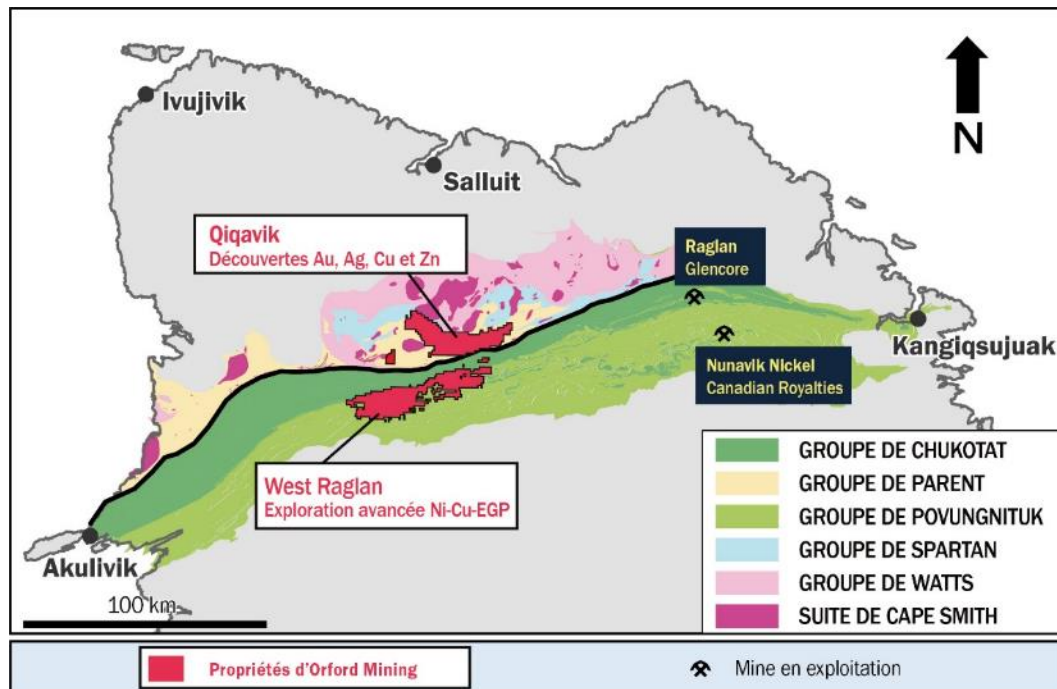 Ivujivik
N
Salluit
Qiqavik
Découvertes Au, Ag, Cu et Zn
Raglan
Glencore
Kangiqsujuak
Nunavik Nickel
Canadian Royalties
West Raglan
Exploration avancée Ni-Cu-EGP
Akulivik
100 km
GROUPE DE CHUKOTAT
GROUPE DE PARENT
GROUPE DE POVUNGNITUK
GROUPE DE SPARTAN
GROUPE DE WATTS
SUITE DE CAPE SMITH
Propriétés d'Orford Mining
Mine en exploitation